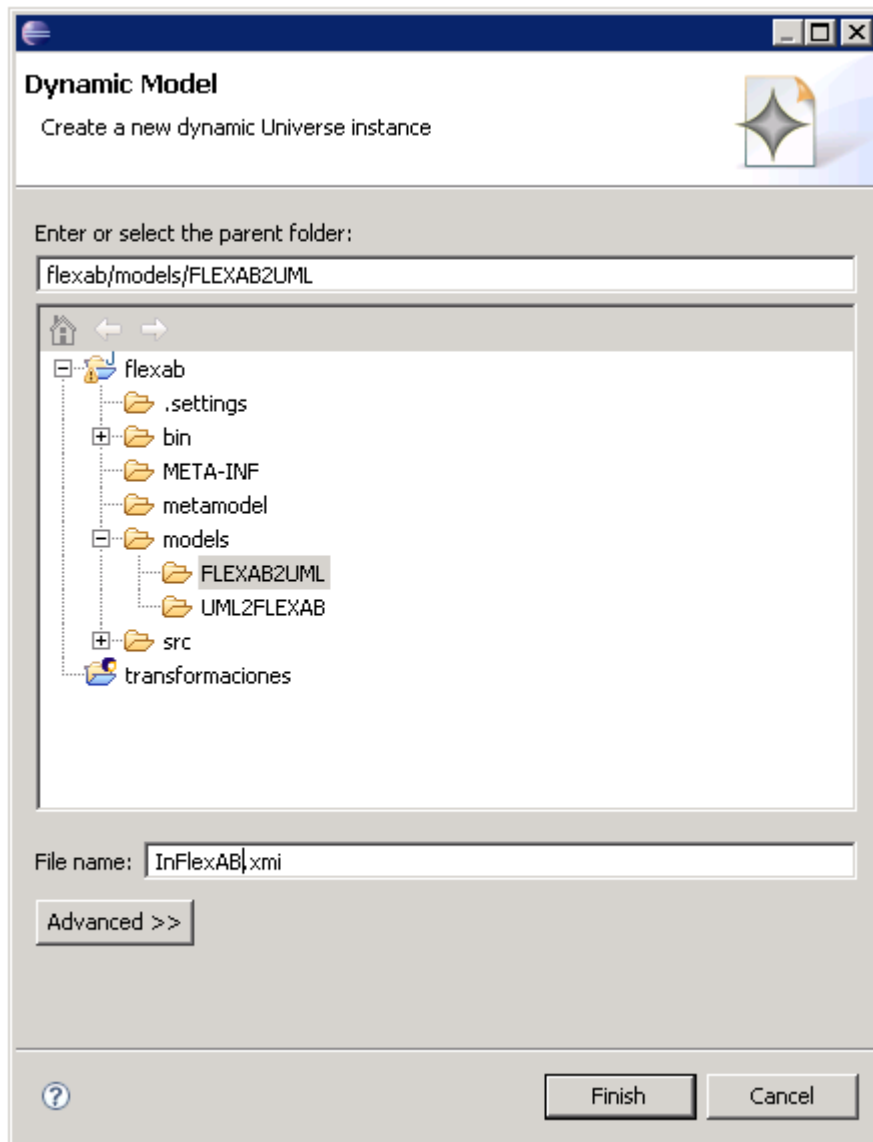 Dynamic Model
Create a new dynamic Universe instance
Enter or select the parent folder:
flexab/models/FLEXAB2UML
flexab
.settings
bin
META-INF
metamodel
models
FLEXAB2UML
UML2FLEXAB
src
transformaciones
File name: InFlexAB.xmi
Advanced >>
Finish Cancel